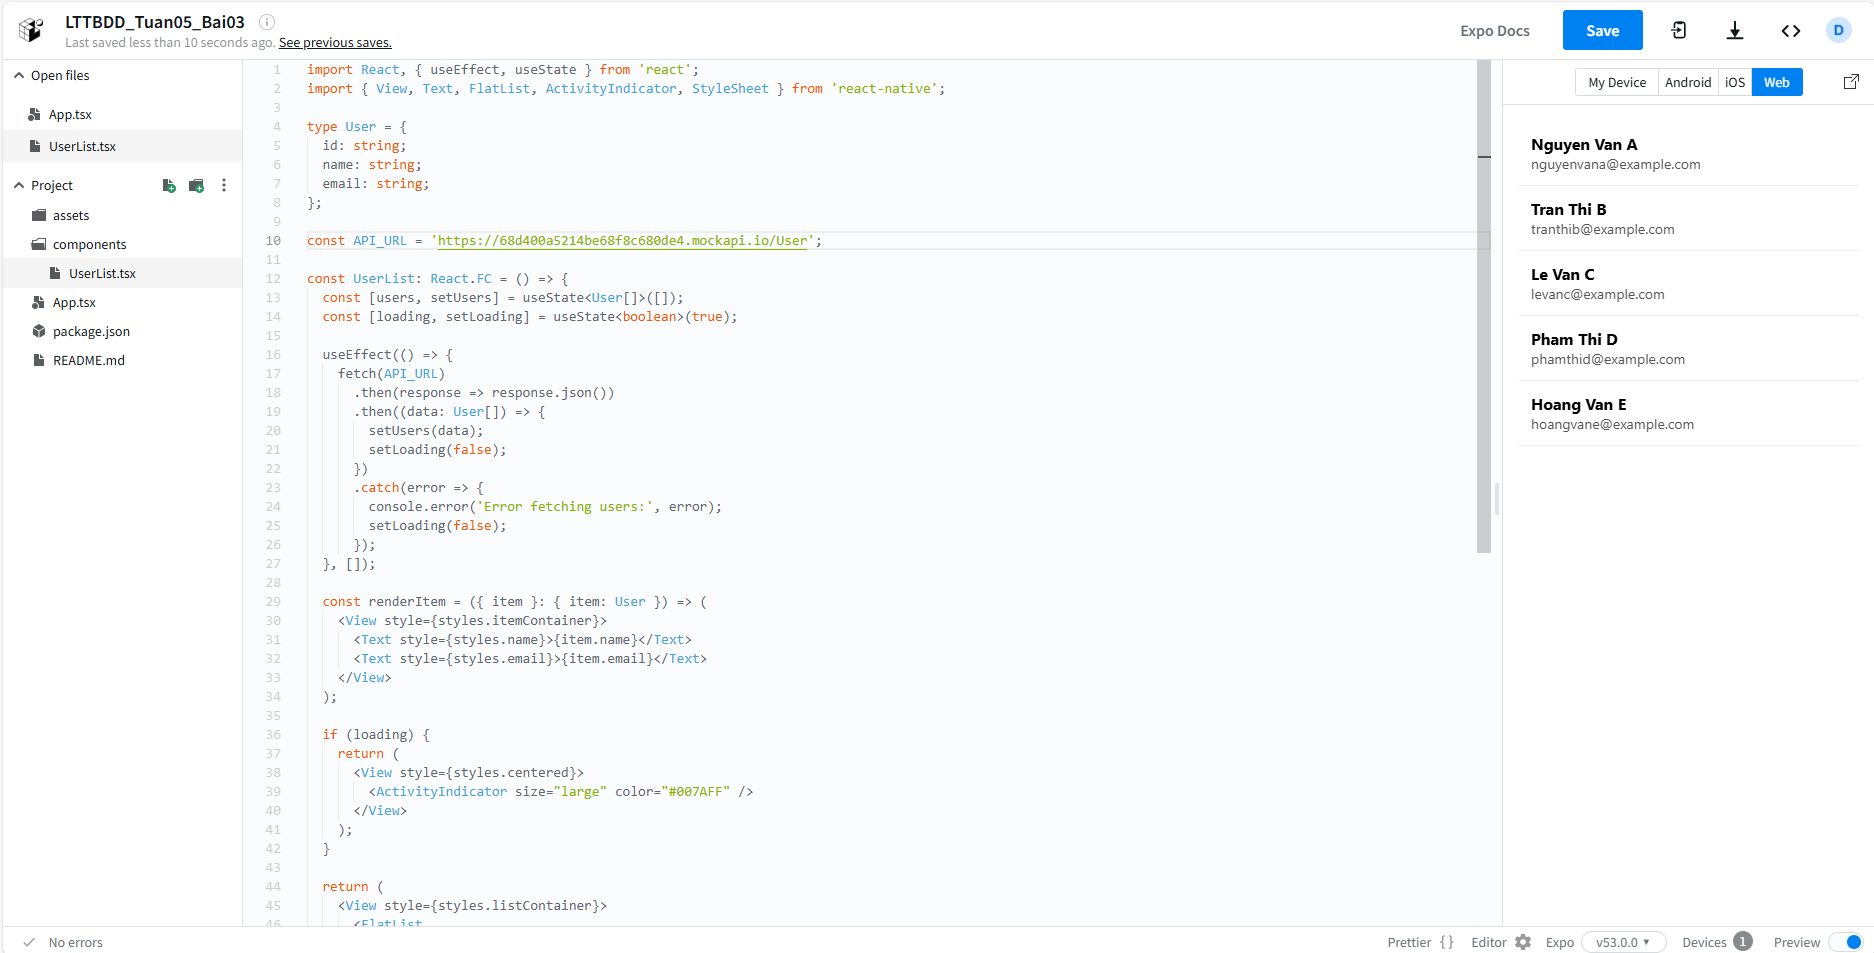 LTTBDD_Tuan05_Bai03
Last saved less than 10 seconds ago. See previous saves.
Expo Docs
Save
D
Open files
App.tsx
UserList.tsx
Project
assets
components
UserList.tsx
App.tsx
package.json
README.md
1 import React, { useEffect, useState } from 'react';
2 import { View, Text, FlatList, ActivityIndicator, StyleSheet } from 'react-native';
3
4 type User = {
5 id: string;
6 name: string;
7 email: string;
8 };
9
10 const API_URL = 'https://68d400a5214be68f8c680de4.mockapi.io/User';
11
12 const UserList: React.FC = () => {
13 const [users, setUsers] = useState<User[]>([]);
14 const [loading, setLoading] = useState<boolean>(true);
15
16 useEffect(() => {
17 fetch(API_URL)
18 .then(response => response.json())
19 .then((data: User[]) => {
20 setUsers(data);
21 setLoading(false);
22 })
23 .catch(error => {
24 console.error('Error fetching users:', error);
25 setLoading(false);
26 });
27 }, []);
28
29 const renderItem = ({ item }: { item: User }) => (
30 <View style={styles.itemContainer}>
31 <Text style={styles.name}>{item.name}</Text>
32 <Text style={styles.email}>{item.email}</Text>
33 </View>
34 );
35
36 if (loading) {
37 return (
38 <View style={styles.centered}>
39 <ActivityIndicator size="large" color="#007AFF" />
40 </View>
41 );
42 }
43
44 return (
45 <View style={styles.listContainer}>
46 <FlatList
My Device
Android
iOS
Web
Nguyen Van A
nguyenvana@example.com
Tran Thi B
tranthib@example.com
Le Van C
levanc@example.com
Pham Thi D
phamthid@example.com
Hoang Van E
hoangvane@example.com
No errors
Prettier {}
Editor
Expo
v53.0.0
Devices 1
Preview